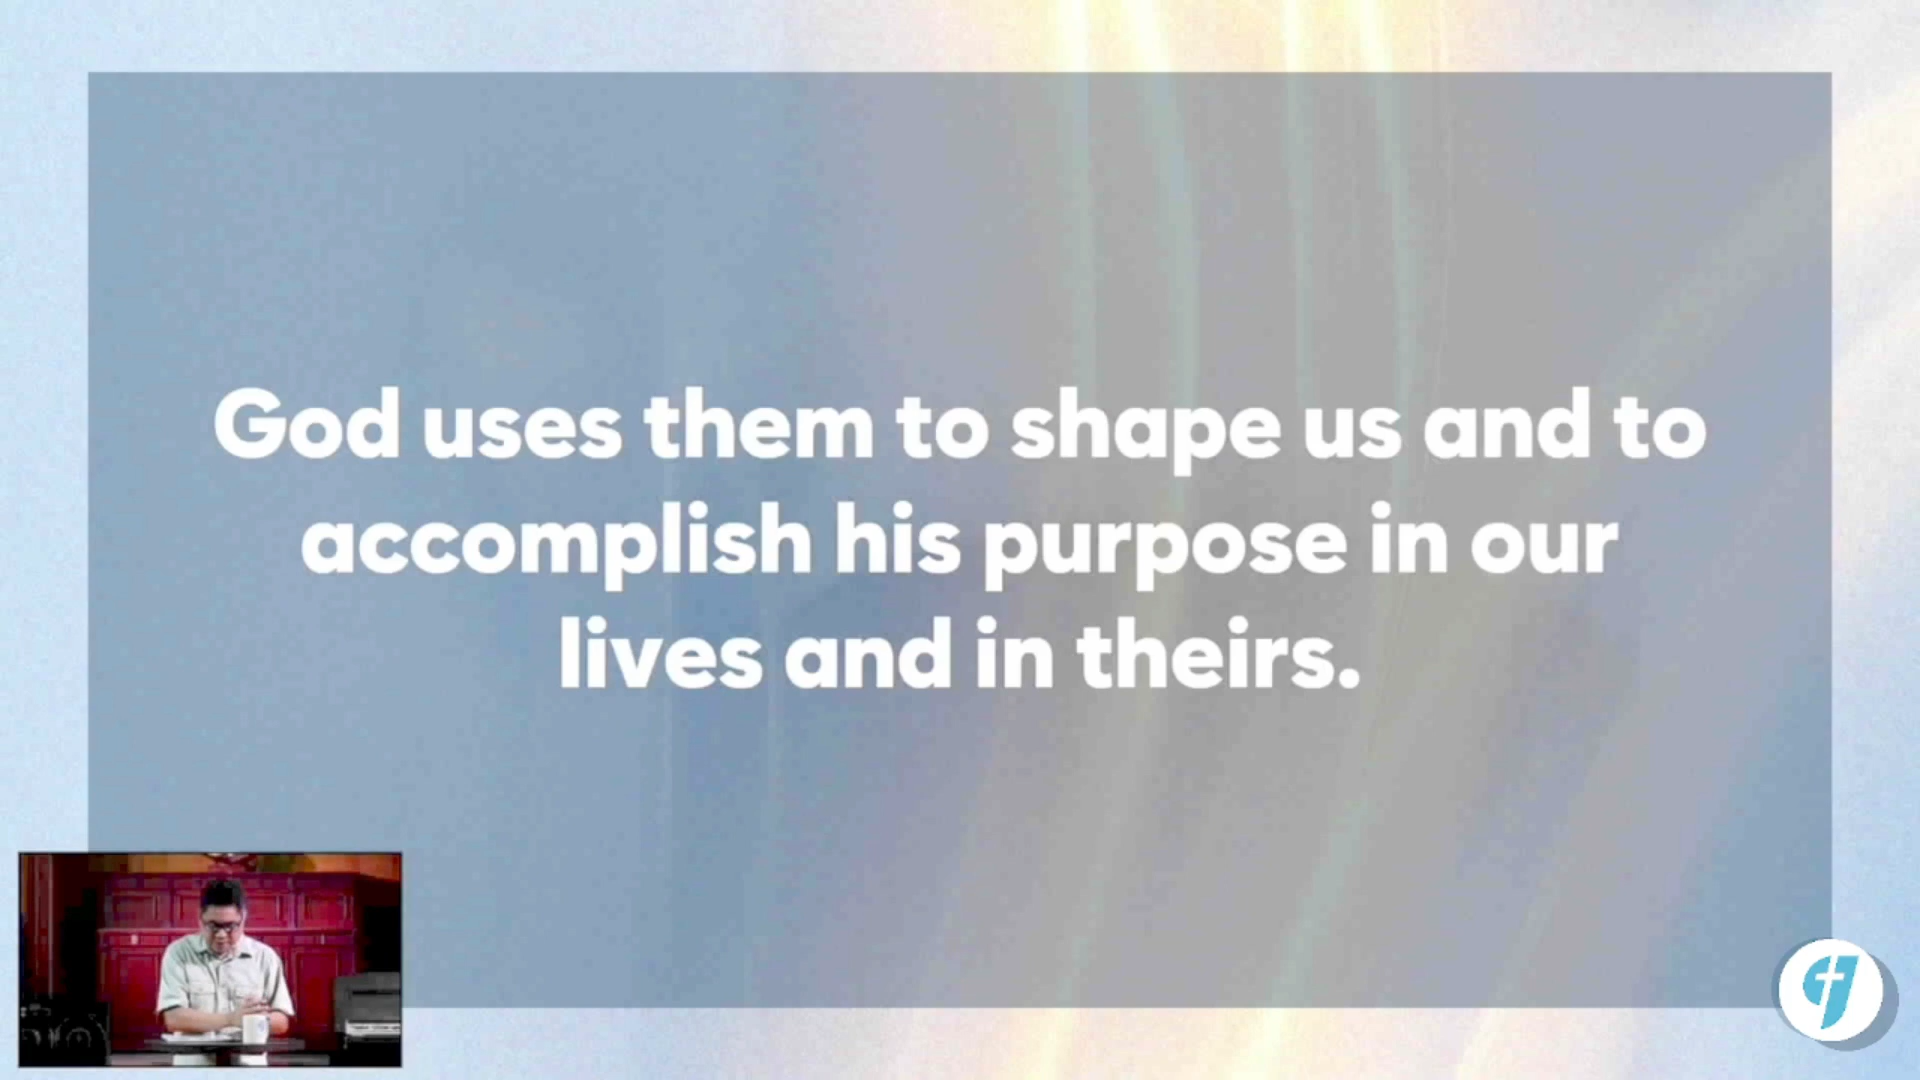 God uses them to shape us and to
accomplish his purpose in our
lives and in theirs.